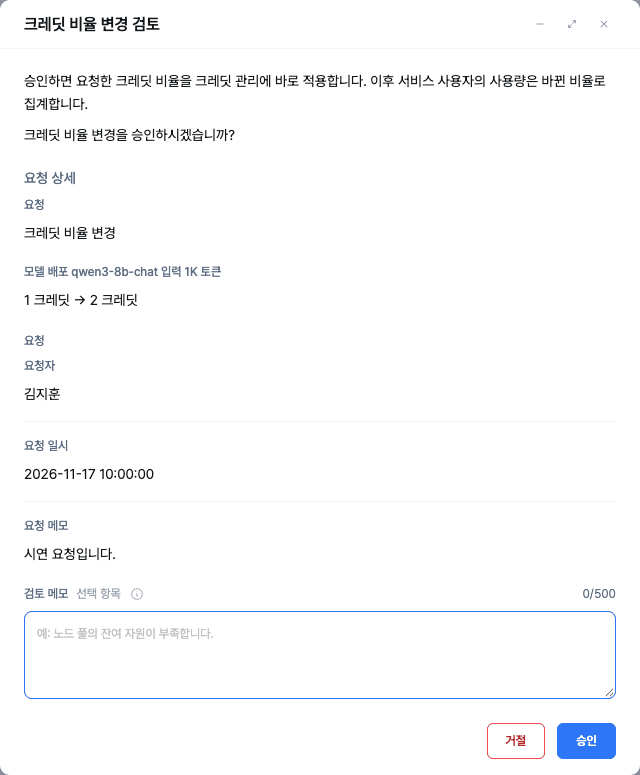 크레딧 비율 변경 검토
승인하면 요청한 크레딧 비율을 크레딧 관리에 바로 적용합니다. 이후 서비스 사용자의 사용량은 바뀐 비율로
집계합니다.
크레딧 비율 변경을 승인하시겠습니까?
요청 상세
요청
크레딧 비율 변경
모델 배포 qwen3-8b-chat 입력 1K 토큰
1 크레딧 → 2 크레딧
요청
요청자
김지훈
요청 일시
2026-11-17 10:00:00
요청 메모
시연 요청입니다.
검토 메모 선택 항목 0/500
예: 노드 풀의 잔여 자원이 부족합니다.
거절 승인